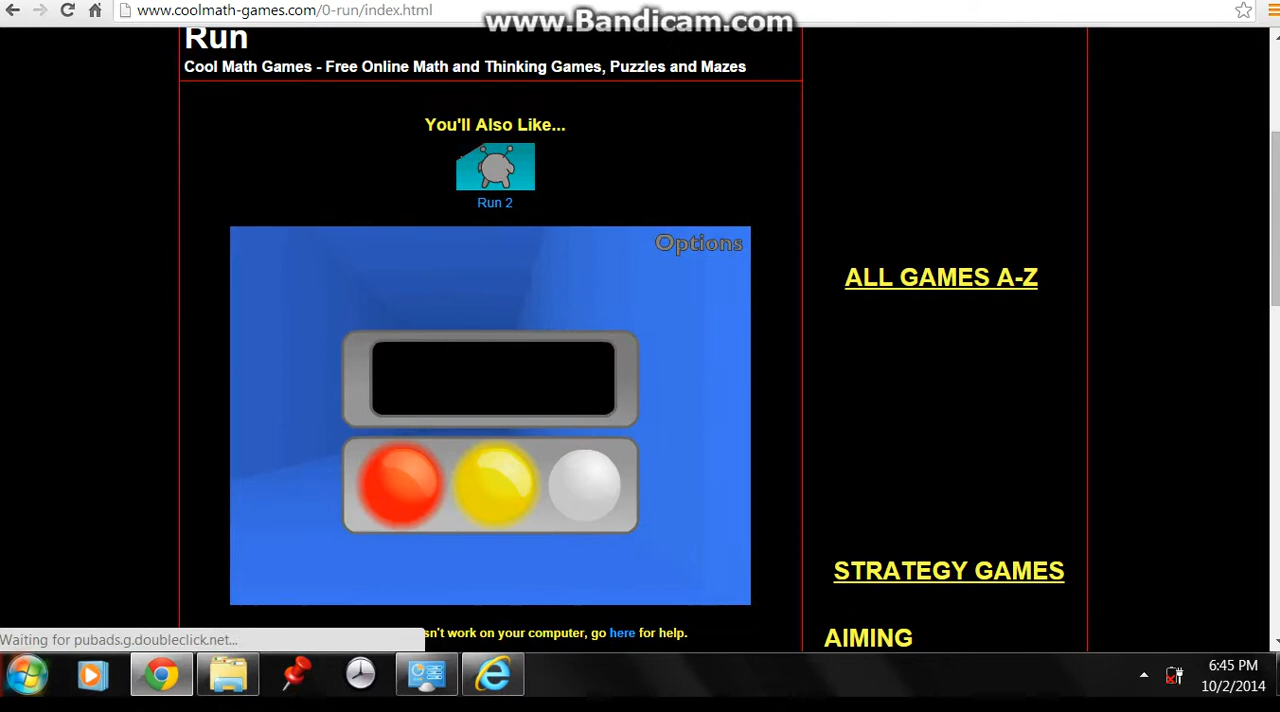 www.coolmath-games.com/0-run/index.html
www.Bandicam.com
Run
Cool Math Games - Free Online Math and Thinking Games, Puzzles and Mazes
You'll Also Like...
Run 2
Options
ALL GAMES A-Z
STRATEGY GAMES
AIMING
sn't work on your computer, go here for help.
Waiting for pubads.g.doubleclick.net...
6:45 PM
10/2/2014